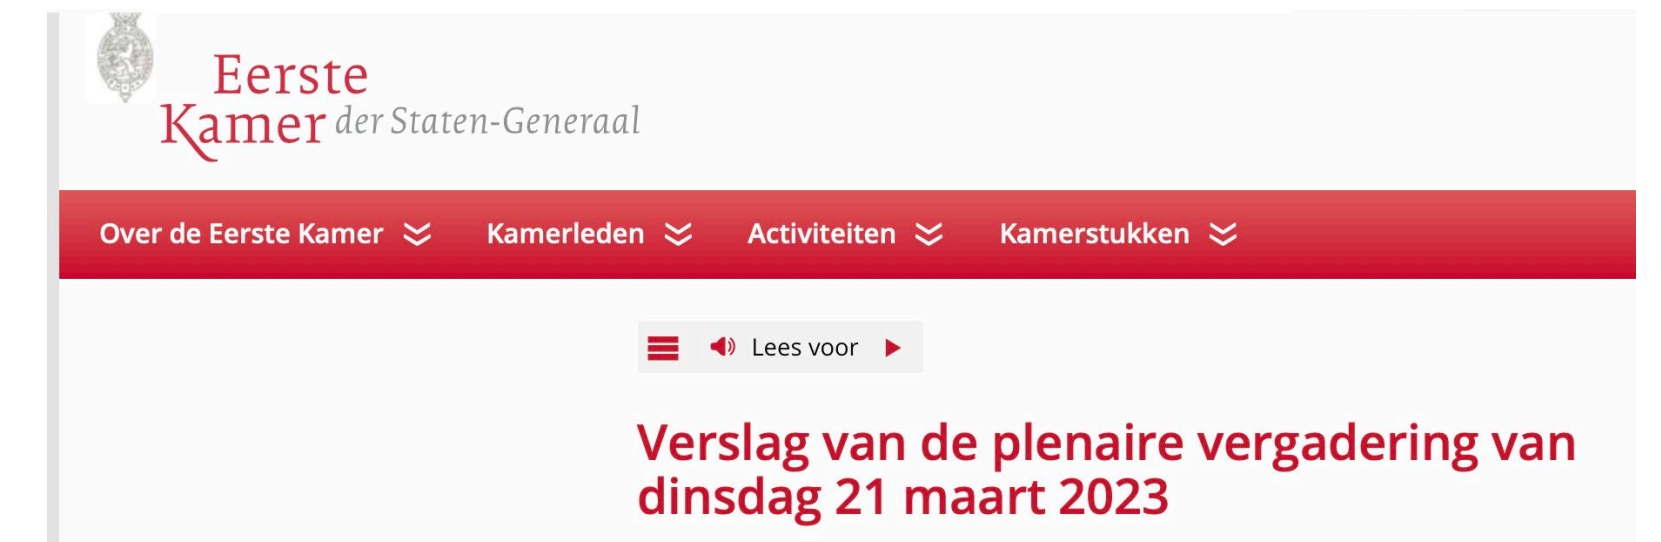 Eerste
Kamer der Staten-Generaal
Over de Eerste Kamer Kamerleden Activiteiten Kamerstukken
Lees voor
Verslag van de plenaire vergadering van
dinsdag 21 maart 2023